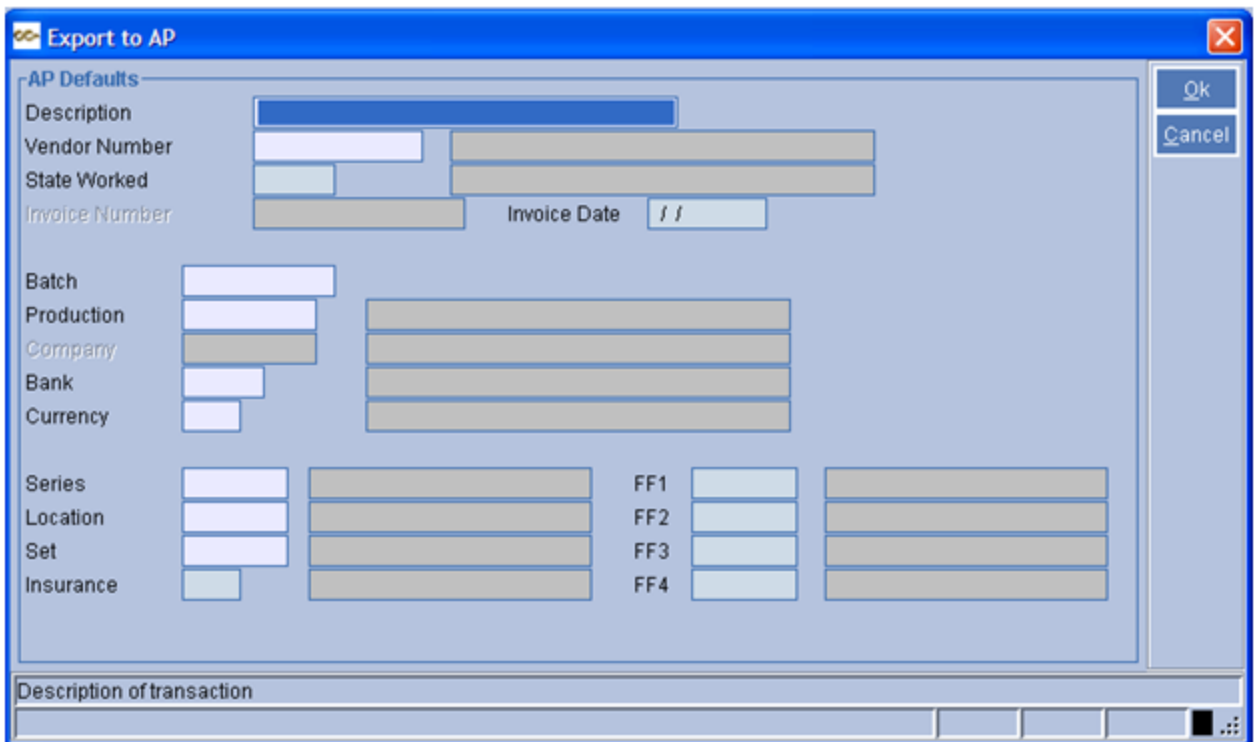 Export to AP
AP Defaults
Ok
Description
Vendor Number
Cancel
State Worked
Invoice Number Invoice Date / /
Batch
Production
Company
Bank
Currency
Series FF1
Location FF2
Set FF3
Insurance FF4
Description of transaction